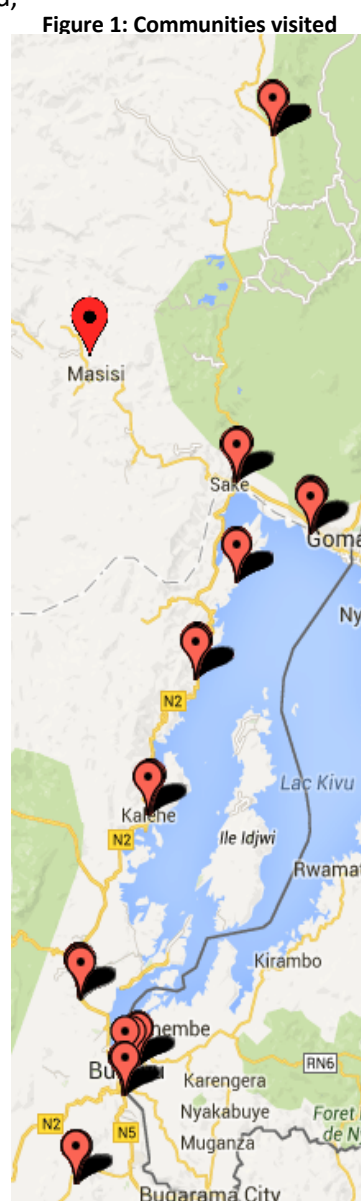 Figure 1: Communities visited
Masisi
Sake
Goma
Ny
N2
Lac Kivu
Kalehe
N2
Ile Idjwi
Rwamat
Kirambo
hembe
Bu
RN6
Karengera
N2
Nyakabuye
Foret
de N
N5
Muganza
Bugarama City